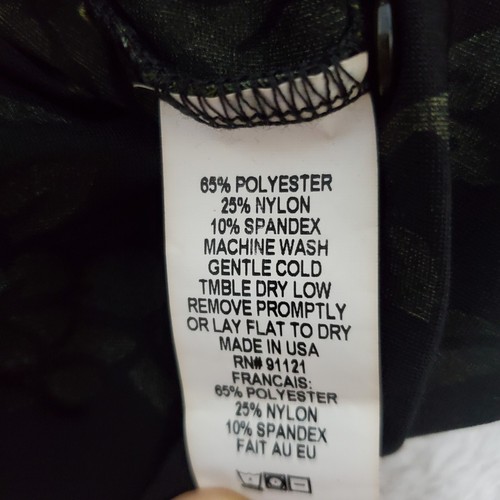 65% POLYESTER
25% NYLON
10% SPANDEX
MACHINE WASH
GENTLE COLD
TMBLE DRY LOW
REMOVE PROMPTLY
OR LAY FLAT TO DRY
MADE IN USA
RN# 91121
FRANCAIS:
65% POLYESTER
25% NYLON
10% SPANDEX
FAIT AU EU